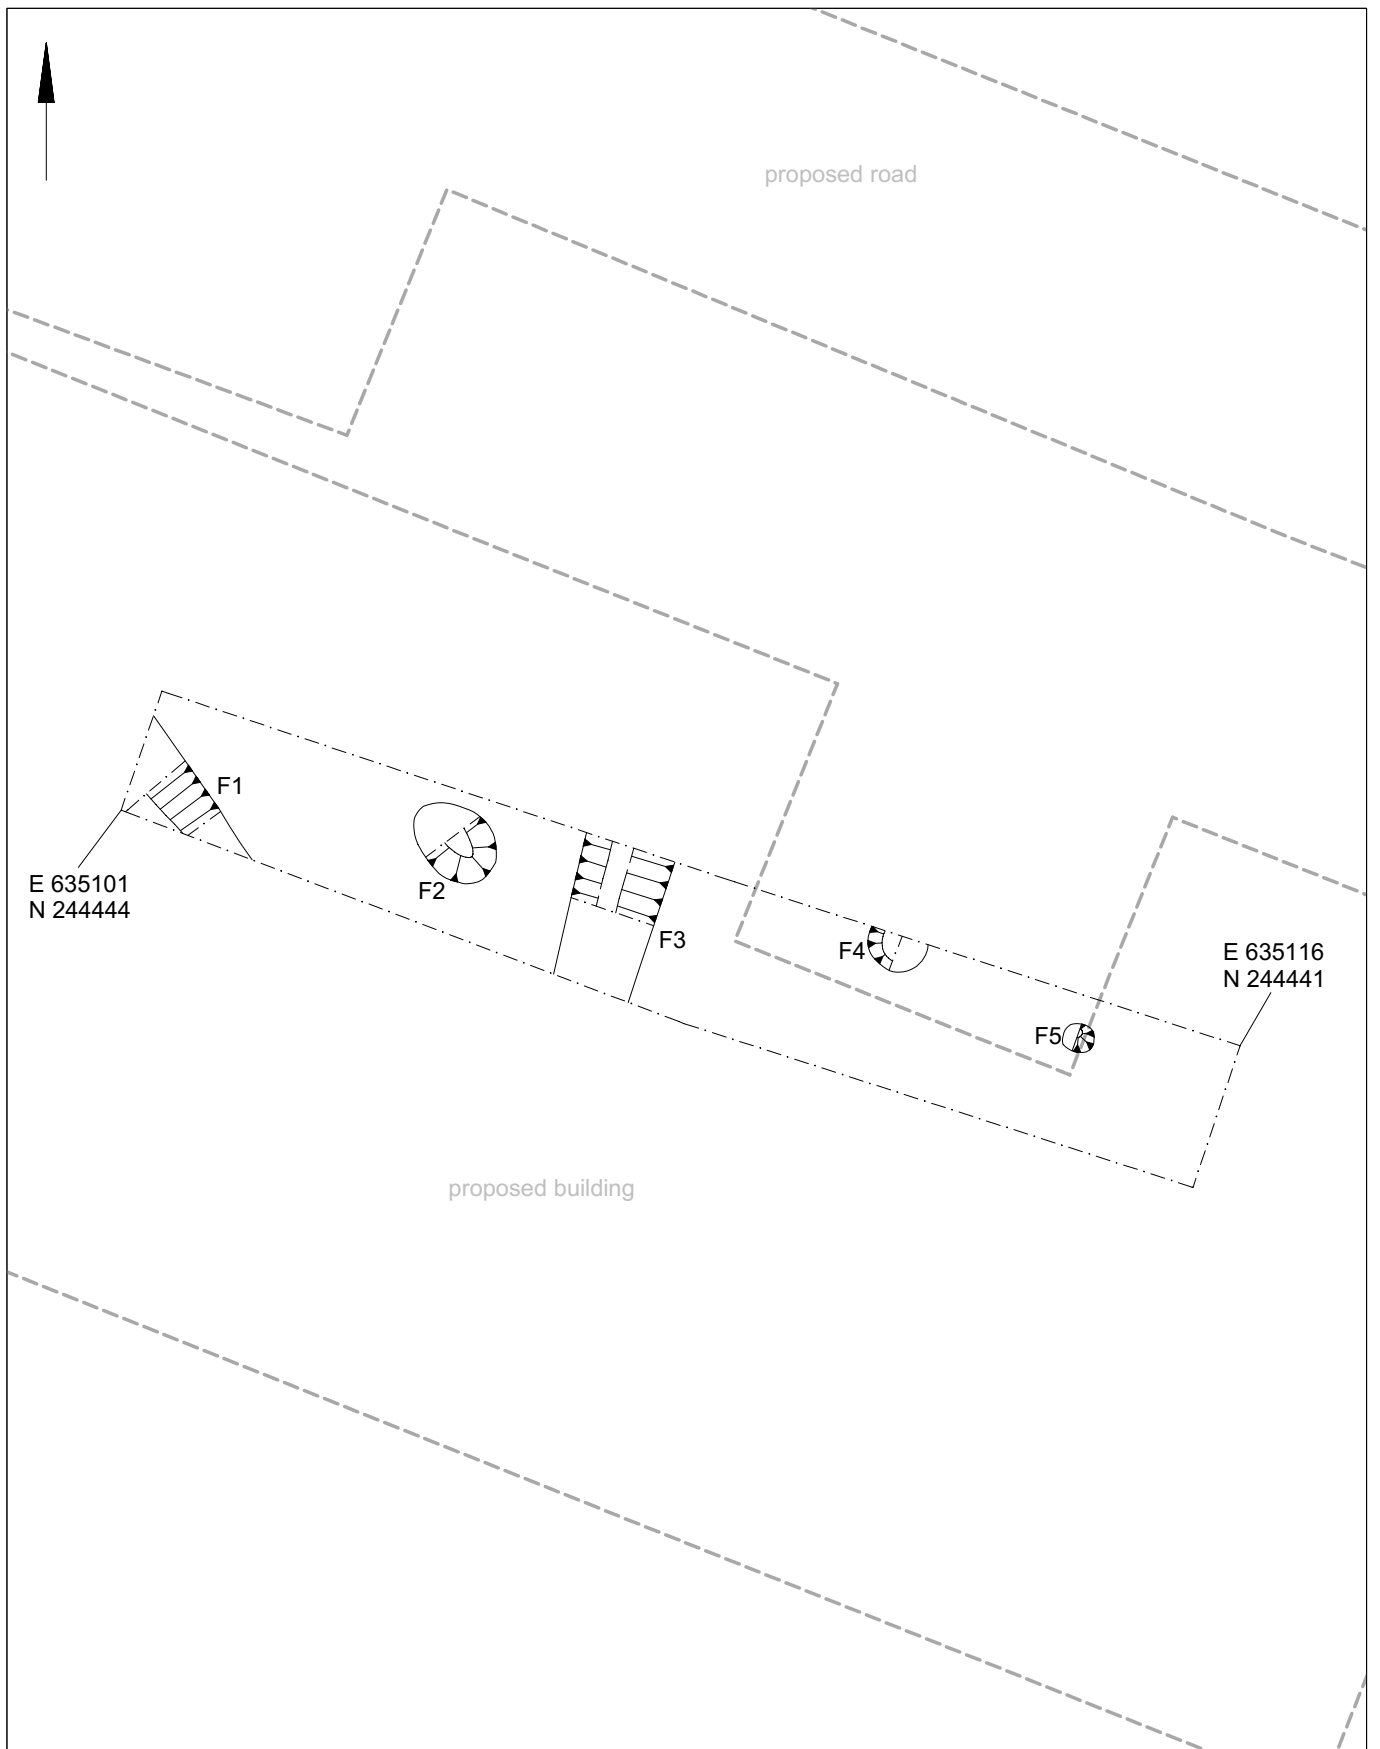 proposed road
F1
E 635101
N 244444
F2
F3
F4
E 635116
N 244441
F5
proposed building